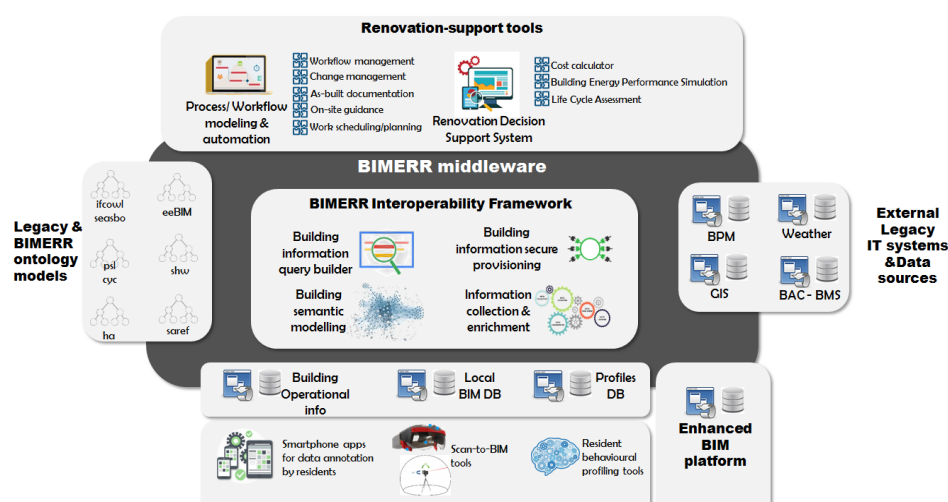 Renovation-support tools
Process/ Workflow
modeling &
automation
Workflow management
Change management
As-built documentation
On-site guidance
Work scheduling/planning
Renovation Decision
Support System
Cost calculator
Building Energy Performance Simulation
Life Cycle Assessment
BIMERR middleware
Legacy &
BIMERR
ontology
models
ifcowl
seasbo
eeBIM
psl
cyc
shw
ha
saref
BIMERR Interoperability Framework
Building
information
query builder
Building
information secure
provisioning
Building
semantic
modelling
Information
collection &
enrichment
BPM
Weather
GIS
BAC - BMS
External
Legacy
IT systems
&Data
sources
Building
Operational
info
Local
BIM DB
Profiles
DB
Smartphone apps
for data annotation
by residents
Scan-to-BIM
tools
Resident
behavioural
profiling tools
Enhanced
BIM
platform